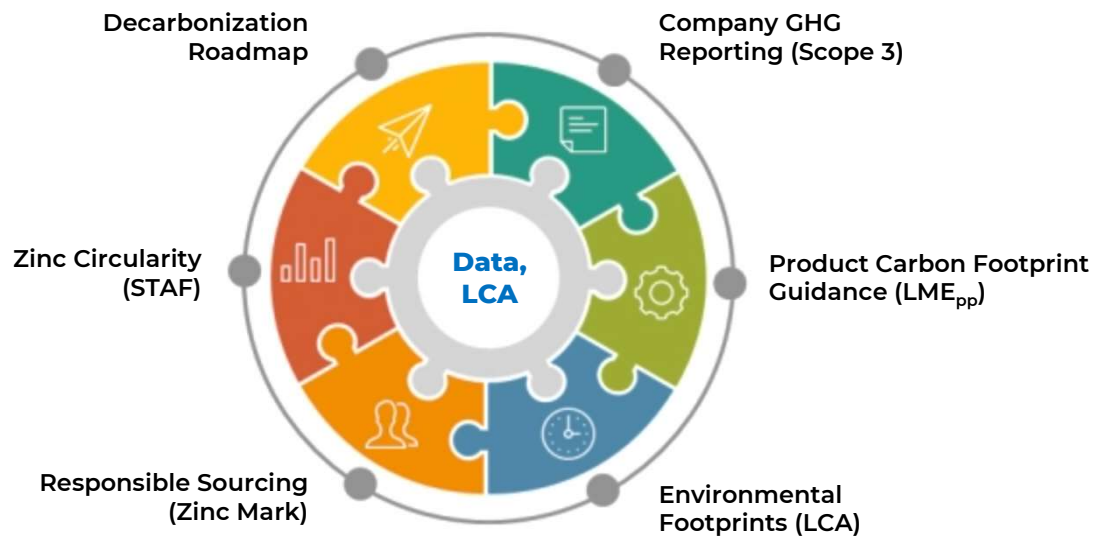 Decarbonization
Roadmap
Company GHG
Reporting (Scope 3)
Zinc Circularity
(STAF)
Data,
LCA
Product Carbon Footprint
Guidance (LMEpp)
Responsible Sourcing
(Zinc Mark)
Environmental
Footprints (LCA)